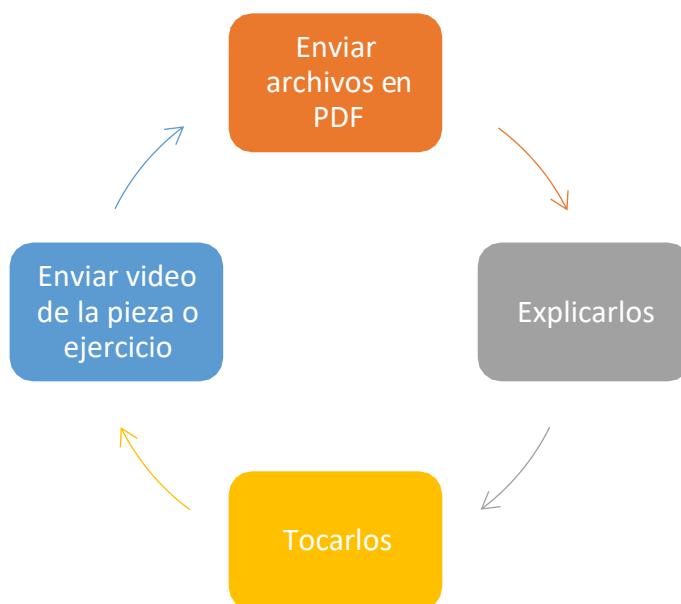 Enviar
archivos en
PDF
Explicarlos
Tocarlos
Enviar video
de la pieza o
ejercicio